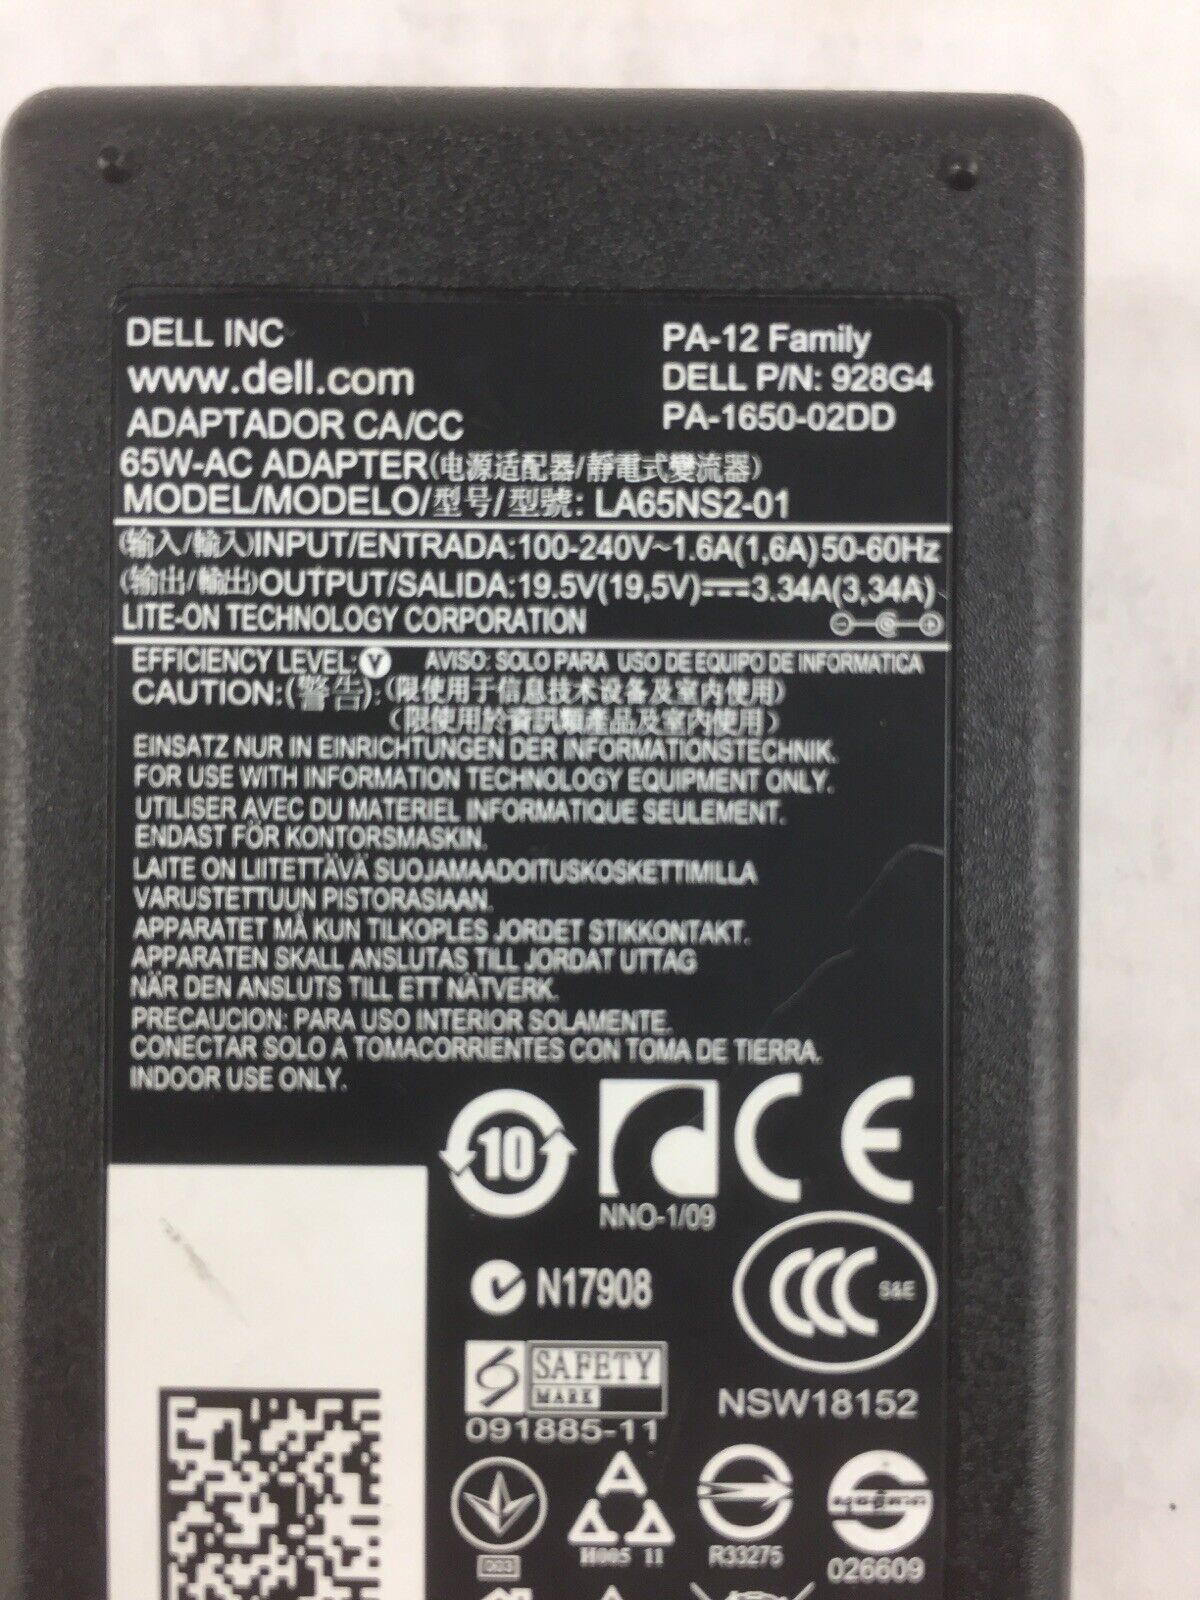 DELL INC
www.dell.com
ADAPTADOR CA/CC
PA-12 Family
DELL P/N: 928G4
PA-1650-02DD
65W-AC ADAPTER(电源适配器/靜電式變流器)
MODEL/MODELO/型号/型號: LA65NS2-01
(输入/輸入)INPUT/ENTRADA:100-240V~1.6A(1,6A) 50-60Hz
(输出/輸出)OUTPUT/SALIDA:19.5V(19,5V)⎓3.34A(3,34A)
LITE-ON TECHNOLOGY CORPORATION
EFFICIENCY LEVEL: V AVISO: SOLO PARA USO DE EQUIPO DE INFORMATICA
CAUTION:(警告): (限使用于信息技术设备及室内使用)
(限使用於資訊類產品及室內使用)
EINSATZ NUR IN EINRICHTUNGEN DER INFORMATIONSTECHNIK.
FOR USE WITH INFORMATION TECHNOLOGY EQUIPMENT ONLY.
UTILISER AVEC DU MATERIEL INFORMATIQUE SEULEMENT.
ENDAST FÖR KONTORSMASKIN.
LAITE ON LIITETTÄVÄ SUOJAMAADOITUSKOSKETTIMILLA
VARUSTETTUUN PISTORASIAAN.
APPARATET MÅ KUN TILKOPLES JORDET STIKKONTAKT.
APPARATEN SKALL ANSLUTAS TILL JORDAT UTTAG
NÄR DEN ANSLUTS TILL ETT NÄTVERK.
PRECAUCION: PARA USO INTERIOR SOLAMENTE.
CONECTAR SOLO A TOMACORRIENTES CON TOMA DE TIERRA.
INDOOR USE ONLY.
10
CE
NNO-1/09
N17908
CCC S&E
SAFETY
MARK
NSW18152
091885-11
H005 11
R33275
026609